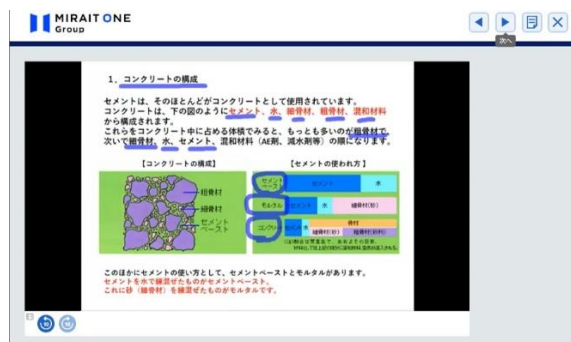 MIRAIT ONE
Group
次へ
1、コンクリートの構成
セメントは、そのほとんどがコンクリートとして使用されています。
コンクリートは、下の図のようにセメント、水、細骨材、粗骨材、混和材料
から構成されます。
これらをコンクリート中に占める体積でみると、もっとも多いのが粗骨材で、
次いで細骨材、水、セメント、混和材料（AE剤、減水剤等）の順になります。
【コンクリートの構成】
【セメントの使われ方】
粗骨材
細骨材
セメント
ペースト
セメント
ペースト
セメント
水
モルタル
セメント
水
細骨材(砂)
コンクリー
セメント
水
骨材
細骨材(砂)
粗骨材(砂利)
このほかにセメントの使い方として、セメントペーストとモルタルがあります。
セメントを水で練混ぜたものがセメントペースト、
これに砂（細骨材）を練混ぜたものがモルタルです。
10